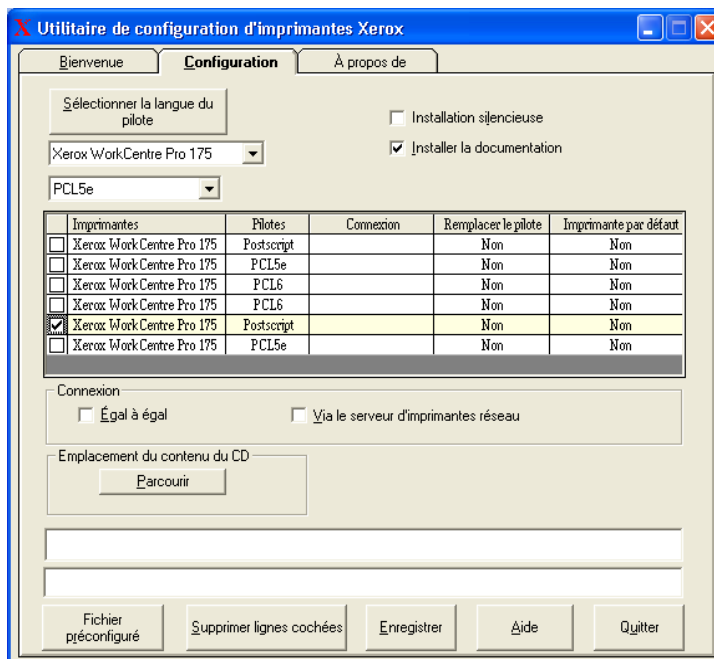 X Utilitaire de configuration d'imprimantes Xerox
Bienvenue Configuration À propos de
Sélectionner la langue du
pilote
Installation silencieuse
Xerox WorkCentre Pro 175
Installer la documentation
PCL5e
Imprimantes Pilotes Connexion Remplacer le pilote Imprimante par défaut
Xerox WorkCentre Pro 175 Postscript Non Non
Xerox WorkCentre Pro 175 PCL5e Non Non
Xerox WorkCentre Pro 175 PCL6 Non Non
Xerox WorkCentre Pro 175 PCL6 Non Non
Xerox WorkCentre Pro 175 Postscript Non Non
Xerox WorkCentre Pro 175 PCL5e Non Non
Connexion
Égal à égal
Via le serveur d'imprimantes réseau
Emplacement du contenu du CD
Parcourir
Fichier
préconfiguré
Supprimer lignes cochées
Enregistrer
Aide
Quitter